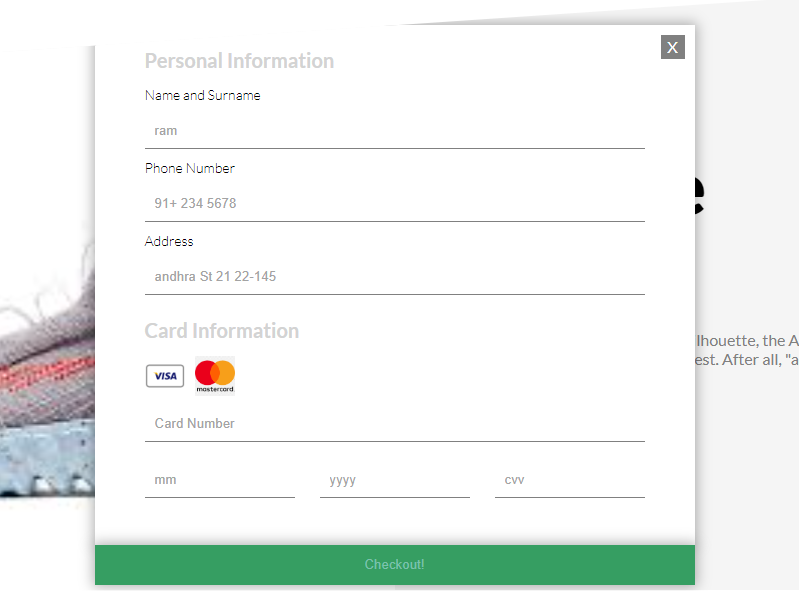 Personal Information
X
Name and Surname
ram
Phone Number
91+ 234 5678
Address
andhra St 21 22-145
Card Information
VISA
mastercard.
Card Number
mm
yyyy
cvv
Checkout!
e
lhouette, the A
est. After all, "a